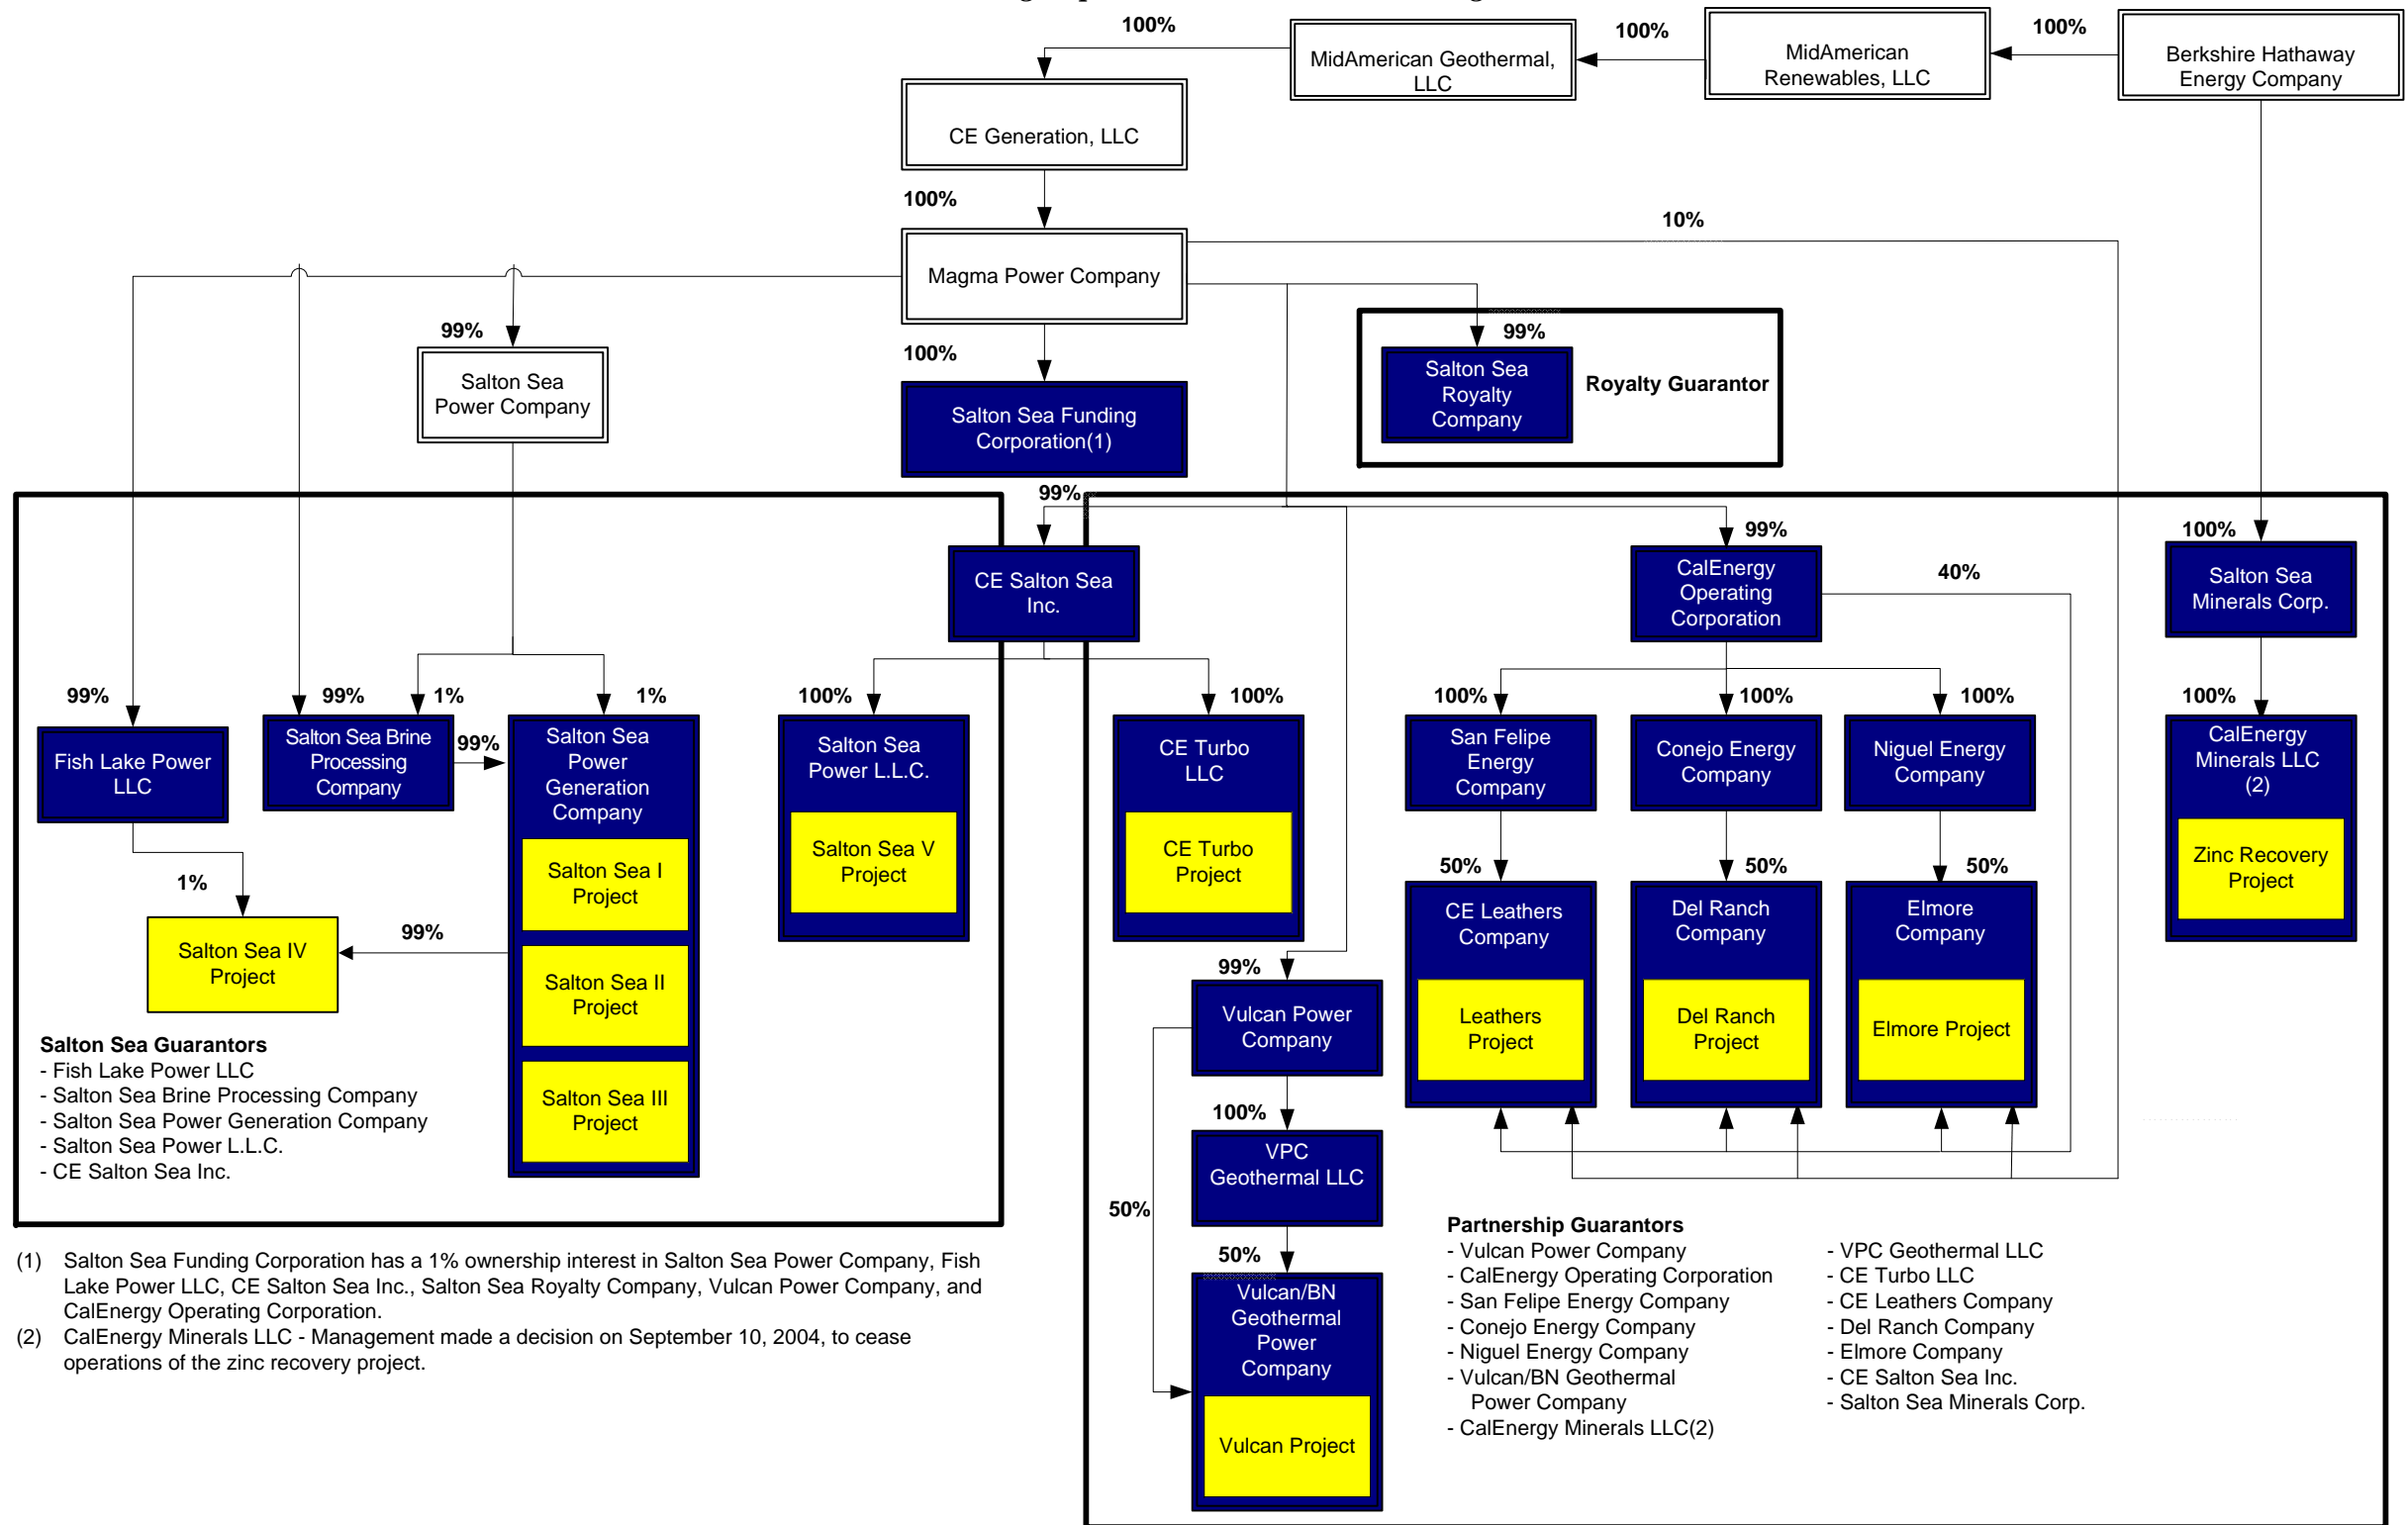 100%
MidAmerican Geothermal,
LLC
100%
MidAmerican
Renewables, LLC
100%
Berkshire Hathaway
Energy Company
CE Generation, LLC
100%
10%
Magma Power Company
99%
Salton Sea
Power Company
100%
Salton Sea Funding
Corporation(1)
99%
Salton Sea
Royalty
Company
Royalty Guarantor
99%
CE Salton Sea
Inc.
99%
CalEnergy
Operating
Corporation
40%
100%
Salton Sea
Minerals Corp.
99%
Fish Lake Power
LLC
99%
1%
Salton Sea Brine
Processing
Company
99%
1%
Salton Sea
Power
Generation
Company
Salton Sea I
Project
Salton Sea II
Project
Salton Sea III
Project
1%
99%
Salton Sea IV
Project
100%
Salton Sea
Power L.L.C.
Salton Sea V
Project
100%
CE Turbo
LLC
CE Turbo
Project
100%
San Felipe
Energy
Company
100%
Conejo Energy
Company
100%
Niguel Energy
Company
100%
CalEnergy
Minerals LLC
(2)
Zinc Recovery
Project
50%
CE Leathers
Company
Leathers
Project
50%
Del Ranch
Company
Del Ranch
Project
50%
Elmore
Company
Elmore Project
99%
Vulcan Power
Company
100%
VPC
Geothermal LLC
50%
50%
Vulcan/BN
Geothermal
Power
Company
Vulcan Project
Salton Sea Guarantors
- Fish Lake Power LLC
- Salton Sea Brine Processing Company
- Salton Sea Power Generation Company
- Salton Sea Power L.L.C.
- CE Salton Sea Inc.
Partnership Guarantors
- Vulcan Power Company
- CalEnergy Operating Corporation
- San Felipe Energy Company
- Conejo Energy Company
- Niguel Energy Company
- Vulcan/BN Geothermal
Power Company
- CalEnergy Minerals LLC(2)
- VPC Geothermal LLC
- CE Turbo LLC
- CE Leathers Company
- Del Ranch Company
- Elmore Company
- CE Salton Sea Inc.
- Salton Sea Minerals Corp.
(1) Salton Sea Funding Corporation has a 1% ownership interest in Salton Sea Power Company, Fish
Lake Power LLC, CE Salton Sea Inc., Salton Sea Royalty Company, Vulcan Power Company, and
CalEnergy Operating Corporation.
(2) CalEnergy Minerals LLC - Management made a decision on September 10, 2004, to cease
operations of the zinc recovery project.